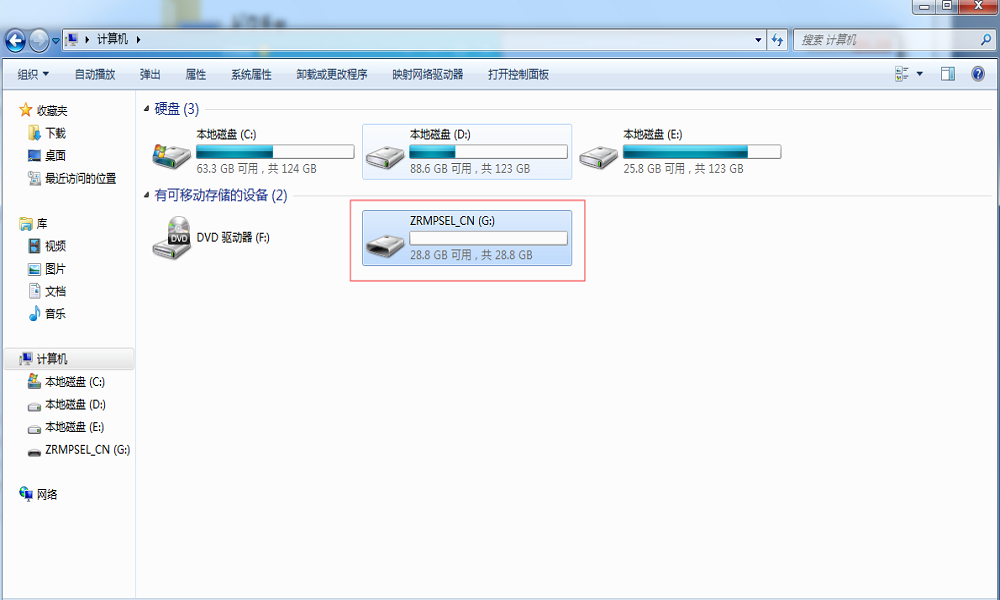 计算机
搜索 计算机
组织 自动播放 弹出 属性 系统属性 卸载或更改程序 映射网络驱动器 打开控制面板
收藏夹
下载
桌面
最近访问的位置
库
视频
图片
文档
音乐
计算机
本地磁盘 (C:)
本地磁盘 (D:)
本地磁盘 (E:)
ZRMPSEL_CN (G:)
网络
硬盘 (3)
本地磁盘 (C:)
63.3 GB 可用，共 124 GB
本地磁盘 (D:)
88.6 GB 可用，共 123 GB
本地磁盘 (E:)
25.8 GB 可用，共 123 GB
有可移动存储的设备 (2)
DVD
DVD 驱动器 (F:)
ZRMPSEL_CN (G:)
28.8 GB 可用，共 28.8 GB